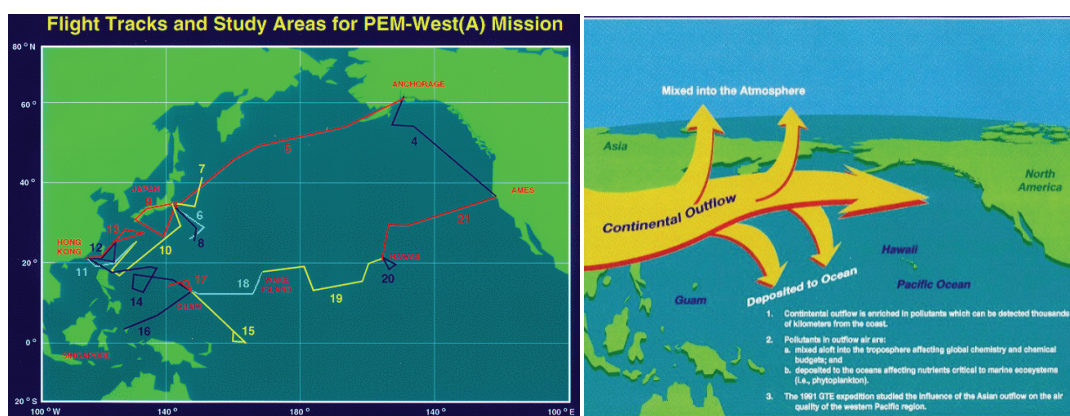 Flight Tracks and Study Areas for PEM-West(A) Mission
80° N
60°
40°
20°
0°
20° S
100° W
140°
180°
140°
100° E
ANCHORAGE
4
5
7
JAPAN
9
6
8
AMES
21
13
HONG
KONG
12
10
11
HAWAII
20
17
18
WAKE
ISLAND
19
14
GUAM
16
15
SINGAPORE
Mixed into the Atmosphere
Asia
North
America
Continental Outflow
Hawaii
Deposited to Ocean
Guam
Pacific Ocean
1. Contintental outflow is enriched in pollutants which can be detected thousands
of kilometers from the coast.
2. Pollutants in outflow air are:
a. mixed aloft into the troposphere affecting global chemistry and chemical
budgets; and
b. deposited to the oceans affecting nutrients critical to marine ecosystems
(i.e., phytoplankton).
3. The 1991 GTE expedition studied the influence of the Asian outflow on the air
quality of the western Pacific region.